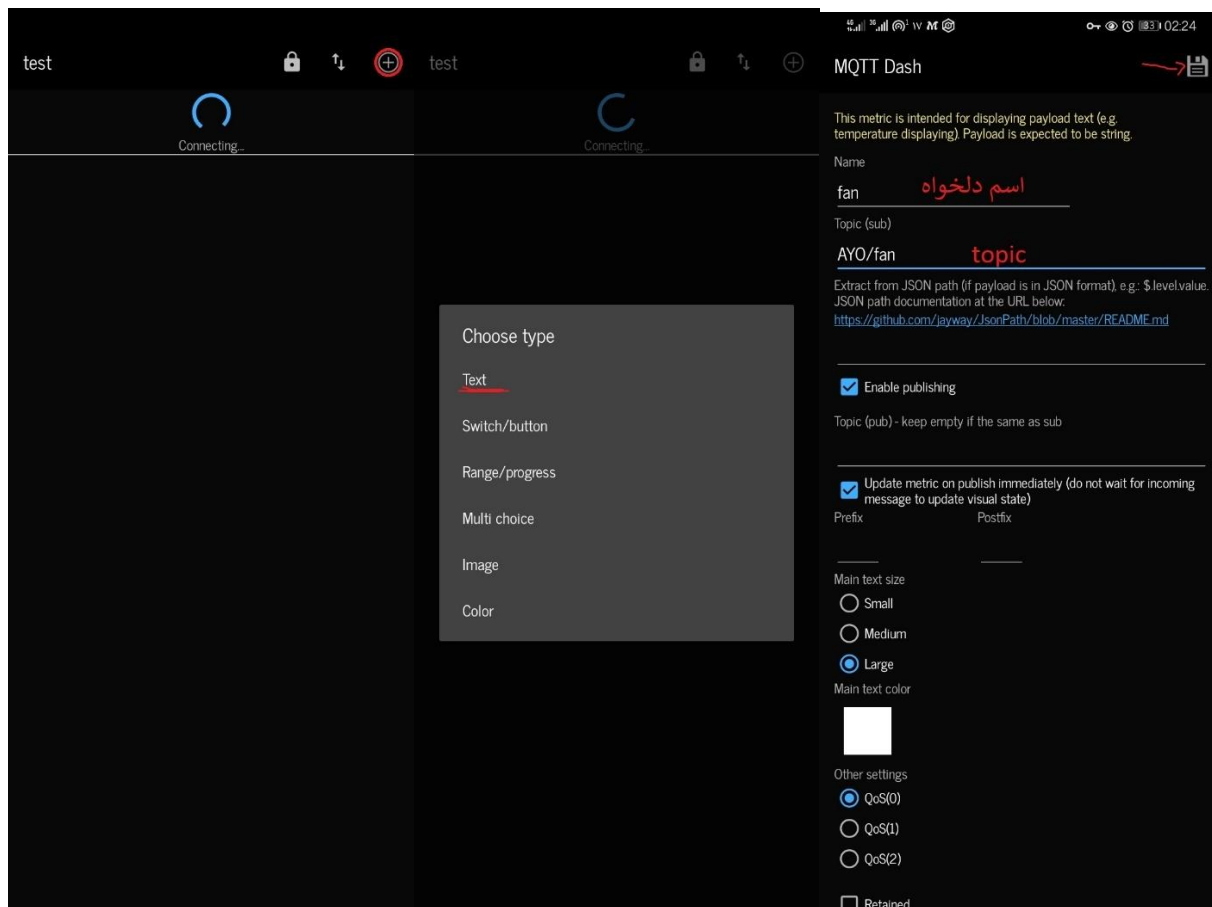 test
Connecting...
test
Connecting...
Choose type
Text
Switch/button
Range/progress
Multi choice
Image
Color
02:24
MQTT Dash
This metric is intended for displaying payload text (e.g.
temperature displaying). Payload is expected to be string.
Name
fan اسم دلخواه
Topic (sub)
AYO/fan topic
Extract from JSON path (if payload is in JSON format), e.g.: $.level.value.
JSON path documentation at the URL below:
https://github.com/jayway/JsonPath/blob/master/README.md
Enable publishing
Topic (pub) - keep empty if the same as sub
Update metric on publish immediately (do not wait for incoming
message to update visual state)
Prefix Postfix
Main text size
Small
Medium
Large
Main text color
Other settings
QoS(0)
QoS(1)
QoS(2)
Retained